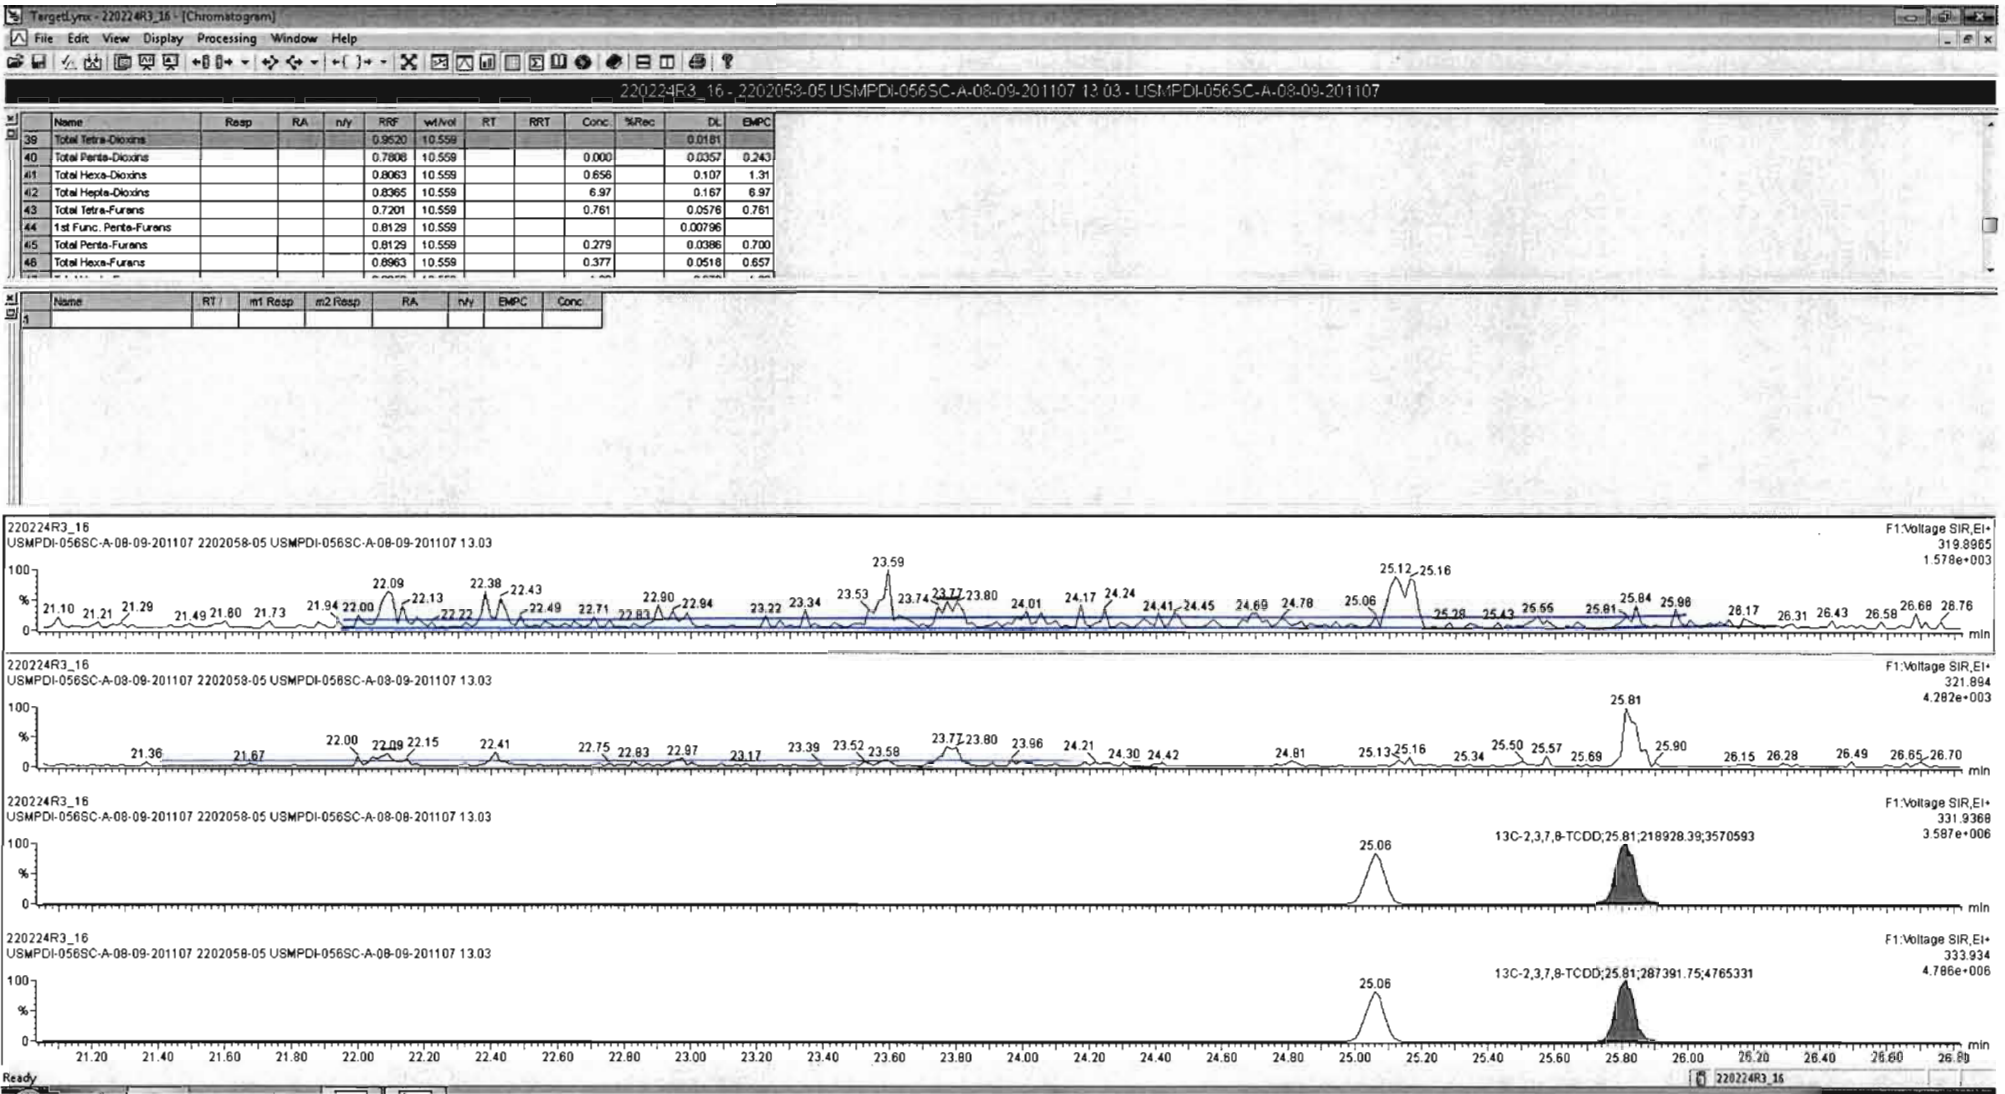 TargetLynx - 220224R3_16 - [Chromatogram]
File Edit View Display Processing Window Help
220224R3_16 - 2202058-05 USMPDI-056SC-A-08-09-201107 13.03 - USMPDI-056SC-A-08-09-201107
Name Resp RA n/y RRF wt/vol RT RRT Conc. %Rec DL EMPC
39 Total Tetra-Dioxins 0.9520 10.559 0.0181
40 Total Penta-Dioxins 0.7808 10.559 0.000 0.0357 0.243
41 Total Hexa-Dioxins 0.8063 10.559 0.656 0.107 1.31
42 Total Hepta-Dioxins 0.8365 10.559 6.97 0.167 6.97
43 Total Tetra-Furans 0.7201 10.559 0.761 0.0576 0.761
44 1st Func. Penta-Furans 0.8129 10.559 0.00796
45 Total Penta-Furans 0.8129 10.559 0.279 0.0386 0.700
46 Total Hexa-Furans 0.8963 10.559 0.377 0.0518 0.657
Name RT m1 Resp m2 Resp RA n/y EMPC Conc.
1
220224R3_16 F1:Voltage SIR,EI+
USMPDI-056SC-A-08-09-201107 2202058-05 USMPDI-056SC-A-08-09-201107 13.03 319.8965
1.578e+003
100 % 0
21.10 21.21 21.29 21.49 21.60 21.73 21.94 22.00 22.09 22.13 22.22 22.38 22.43 22.49 22.71 22.83 22.90 22.94 23.22 23.34 23.53 23.59 23.74 23.77 23.80 24.01 24.17 24.24 24.41 24.45 24.69 24.78 25.06 25.12 25.16 25.28 25.43 25.55 25.81 25.84 25.96 26.17 26.31 26.43 26.58 26.68 26.76
min
220224R3_16 F1:Voltage SIR,EI+
USMPDI-056SC-A-08-09-201107 2202058-05 USMPDI-056SC-A-08-09-201107 13.03 321.894
4.282e+003
100 % 0
21.36 21.67 22.00 22.09 22.15 22.41 22.75 22.83 22.97 23.17 23.39 23.52 23.58 23.77 23.80 23.96 24.21 24.30 24.42 24.81 25.13 25.16 25.34 25.50 25.57 25.69 25.81 25.90 26.15 26.28 26.49 26.65 26.70
min
220224R3_16 F1:Voltage SIR,EI+
USMPDI-056SC-A-08-09-201107 2202058-05 USMPDI-056SC-A-08-09-201107 13.03 331.9368
3.587e+006
100 % 0
25.06 13C-2,3,7,8-TCDD;25.81;218928.39;3570593
min
220224R3_16 F1:Voltage SIR,EI+
USMPDI-056SC-A-08-09-201107 2202058-05 USMPDI-056SC-A-08-09-201107 13.03 333.934
4.786e+006
100 % 0
25.06 13C-2,3,7,8-TCDD;25.81;287391.75;4765331
min
21.20 21.40 21.60 21.80 22.00 22.20 22.40 22.60 22.80 23.00 23.20 23.40 23.60 23.80 24.00 24.20 24.40 24.60 24.80 25.00 25.20 25.40 25.60 25.80 26.00 26.20 26.40 26.60 26.80
Ready 220224R3_16